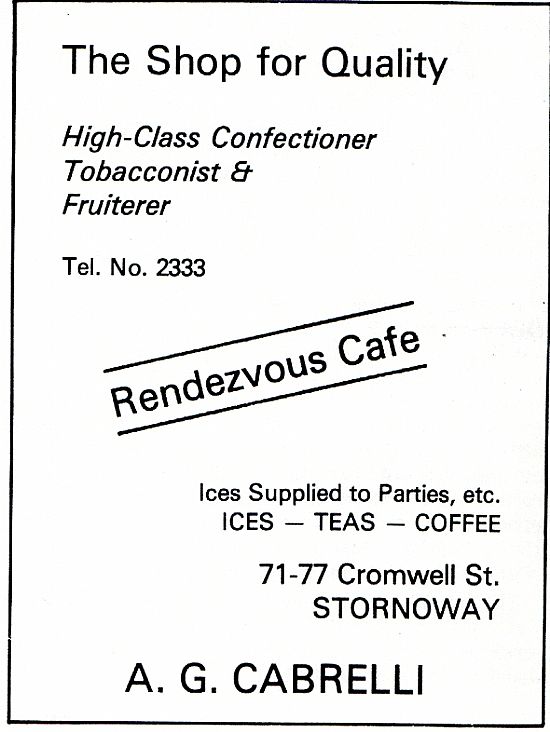 The Shop for Quality
High-Class Confectioner
Tobacconist &
Fruiterer
Tel. No. 2333
Rendezvous Cafe
Ices Supplied to Parties, etc.
ICES — TEAS — COFFEE
71-77 Cromwell St.
STORNOWAY
A. G. CABRELLI